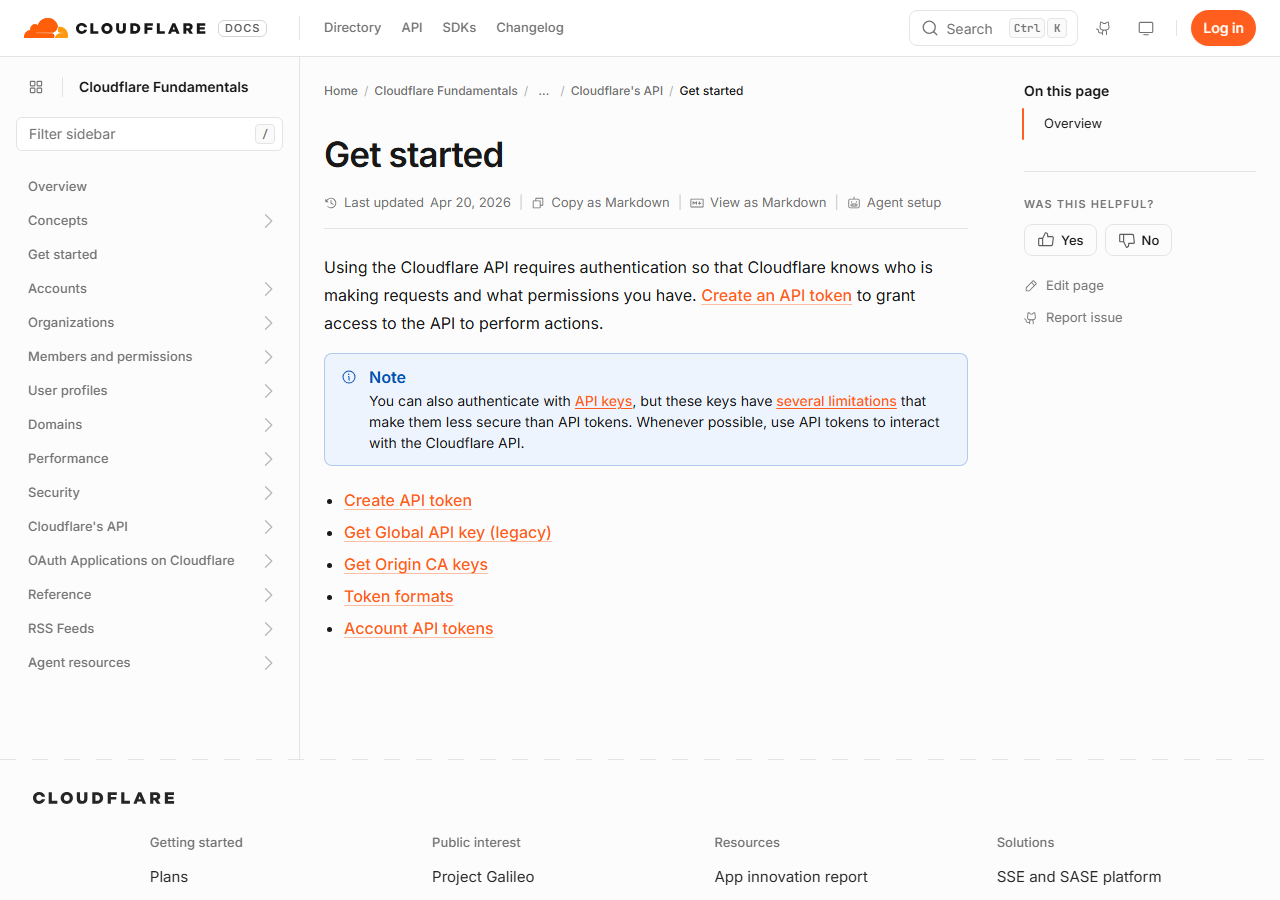 CLOUDFLARE DOCS Directory API SDKs Changelog Search Ctrl K Log in
Cloudflare Fundamentals
Filter sidebar /
Overview
Concepts
Get started
Accounts
Organizations
Members and permissions
User profiles
Domains
Performance
Security
Cloudflare's API
OAuth Applications on Cloudflare
Reference
RSS Feeds
Agent resources
Home / Cloudflare Fundamentals / ... / Cloudflare's API / Get started
Get started
Last updated Apr 20, 2026 Copy as Markdown View as Markdown Agent setup
Using the Cloudflare API requires authentication so that Cloudflare knows who is
making requests and what permissions you have. Create an API token to grant
access to the API to perform actions.
Note
You can also authenticate with API keys, but these keys have several limitations that
make them less secure than API tokens. Whenever possible, use API tokens to interact
with the Cloudflare API.
Create API token
Get Global API key (legacy)
Get Origin CA keys
Token formats
Account API tokens
On this page
Overview
WAS THIS HELPFUL?
Yes No
Edit page
Report issue
CLOUDFLARE
Getting started Public interest Resources Solutions
Plans Project Galileo App innovation report SSE and SASE platform